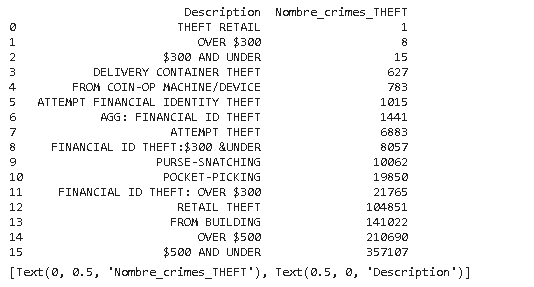 Description Nombre_crimes_THEFT
0 THEFT RETAIL 1
1 OVER $300 8
2 $300 AND UNDER 15
3 DELIVERY CONTAINER THEFT 627
4 FROM COIN-OP MACHINE/DEVICE 783
5 ATTEMPT FINANCIAL IDENTITY THEFT 1015
6 AGG: FINANCIAL ID THEFT 1441
7 ATTEMPT THEFT 6883
8 FINANCIAL ID THEFT:$300 &UNDER 8057
9 PURSE-SNATCHING 10062
10 POCKET-PICKING 19850
11 FINANCIAL ID THEFT: OVER $300 21765
12 RETAIL THEFT 104851
13 FROM BUILDING 141022
14 OVER $500 210690
15 $500 AND UNDER 357107
[Text(0, 0.5, 'Nombre_crimes_THEFT'), Text(0.5, 0, 'Description')]